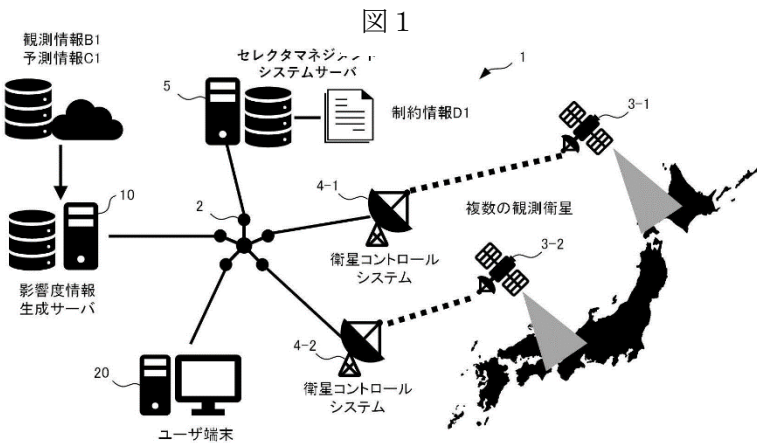 図1
観測情報B1
予測情報C1
セレクタマネジメント
システムサーバ
5
制約情報D1
1
3-1
10
2
4-1
複数の観測衛星
衛星コントロール
システム
3-2
影響度情報
生成サーバ
4-2
衛星コントロール
システム
20
ユーザ端末